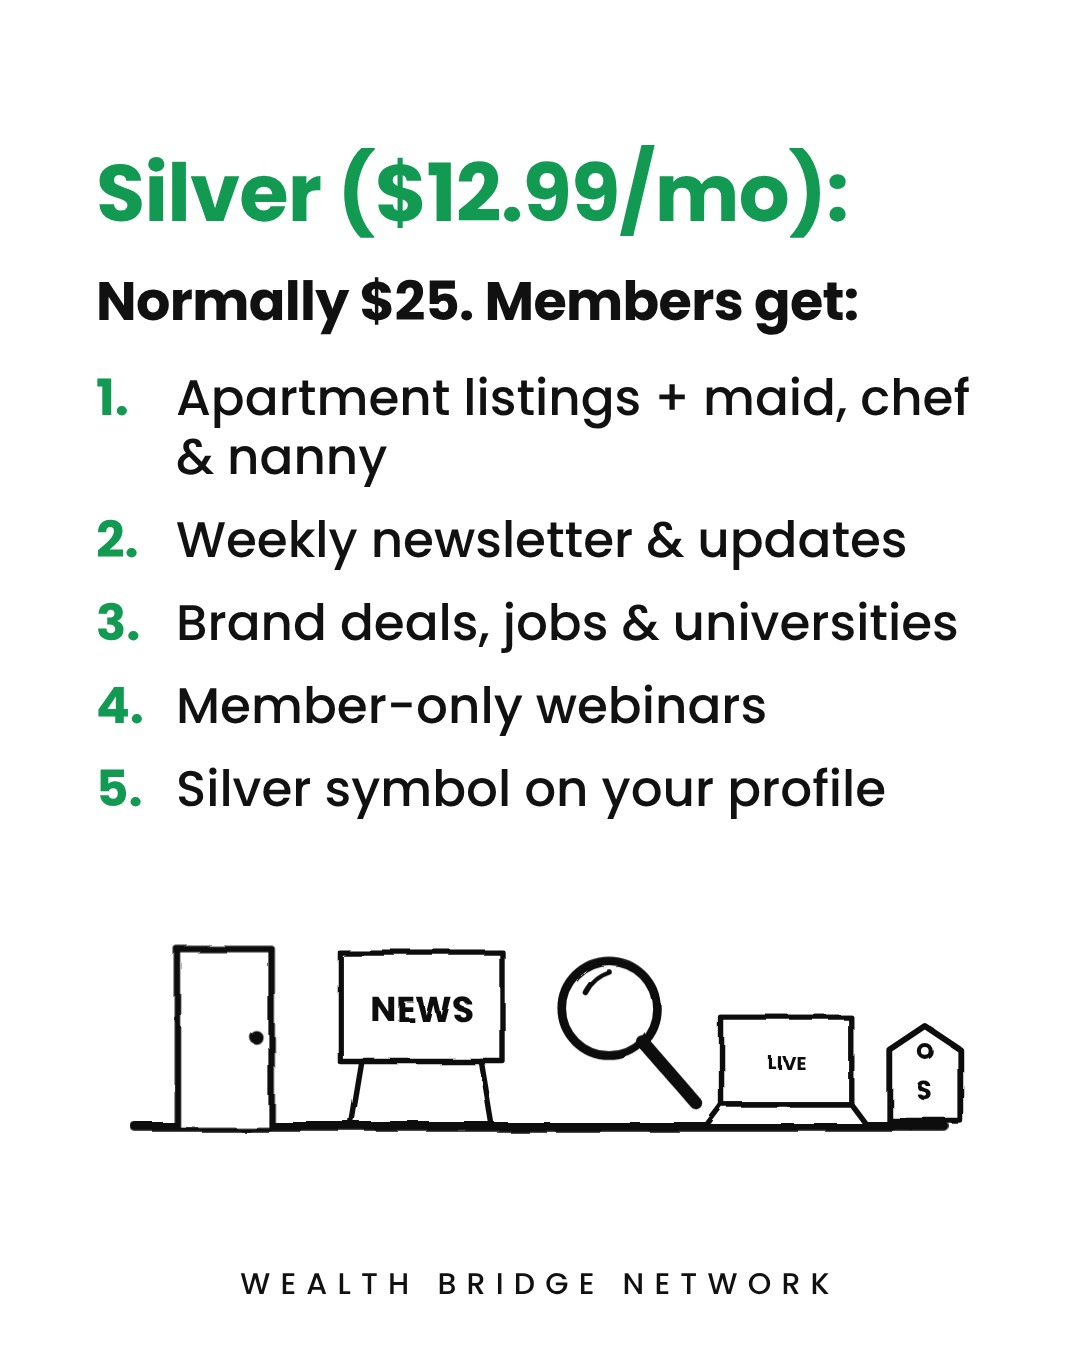 Silver ($12.99/mo):
Normally $25. Members get:
1. Apartment listings + maid, chef
& nanny
2. Weekly newsletter & updates
3. Brand deals, jobs & universities
4. Member-only webinars
5. Silver symbol on your profile
NEWS
LIVE
S
WEALTH BRIDGE NETWORK